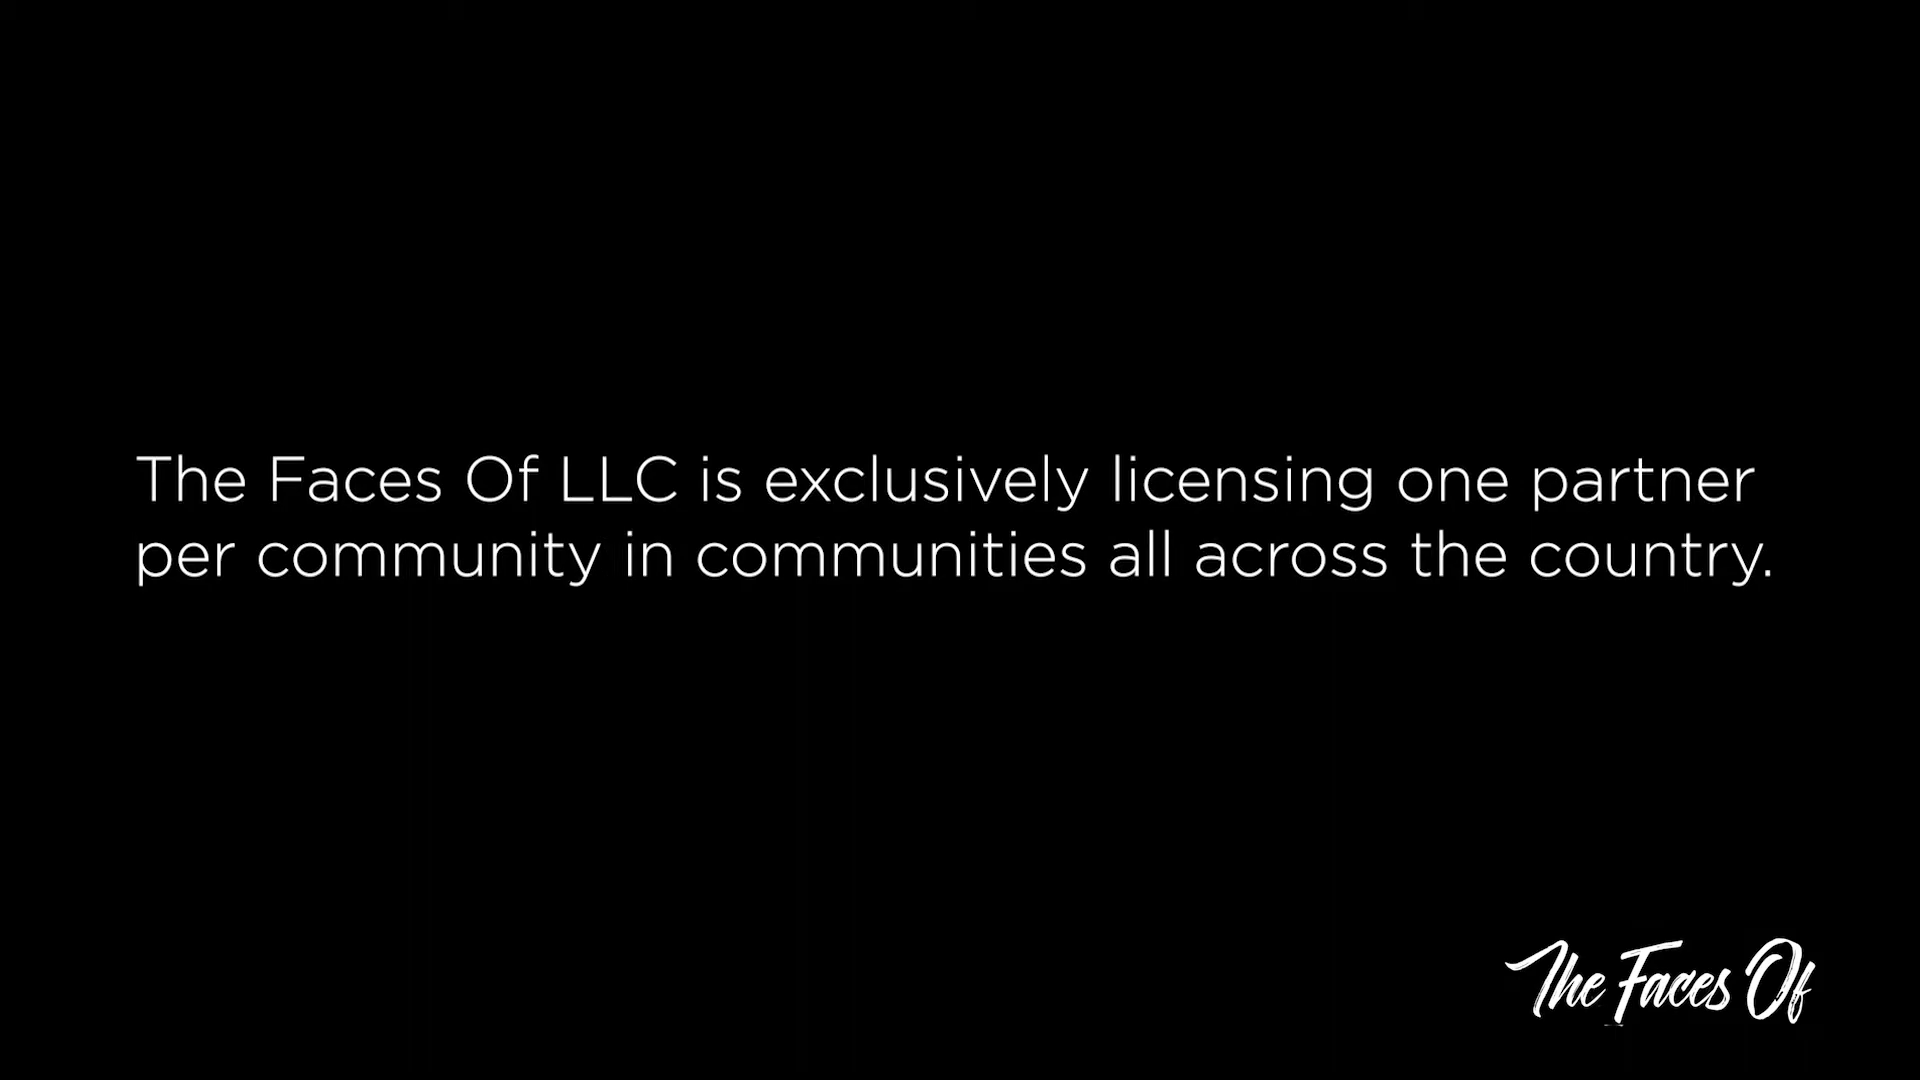 The Faces Of LLC is exclusively licensing one partner
per community in communities all across the country.
The Faces Of